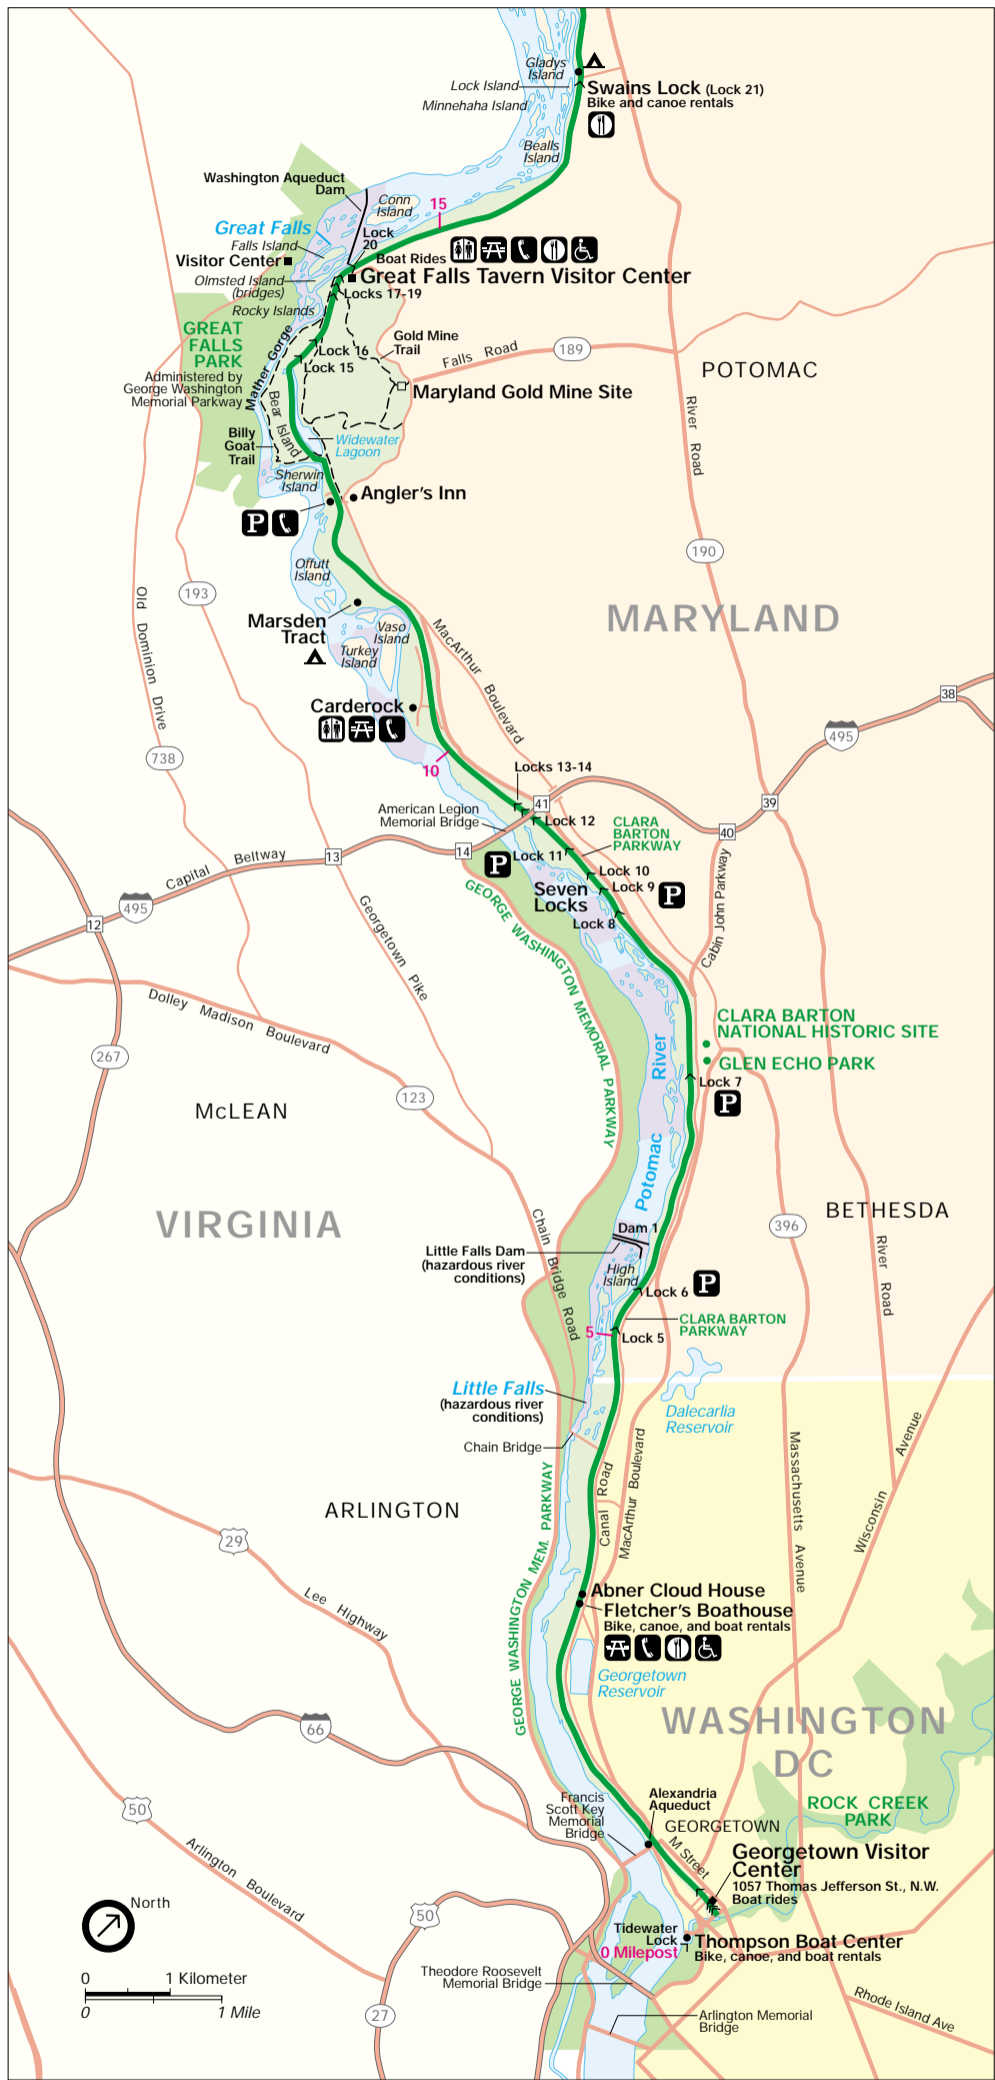 Gladys
Island
Lock Island
Minnehaha Island
Swains Lock (Lock 21)
Bike and canoe rentals
Bealls
Island
Washington Aqueduct
Dam
Conn
Island
15
Great Falls
Lock
20
Falls Island
Visitor Center
Boat Rides
Great Falls Tavern Visitor Center
Olmsted Island
(bridges)
Locks 17-19
Rocky Islands
GREAT
FALLS
PARK
Administered by
George Washington
Memorial Parkway
Mather Gorge
Lock 16
Lock 15
Gold Mine
Trail
Falls Road
189
POTOMAC
Maryland Gold Mine Site
River Road
Bear Island
Billy
Goat
Trail
Widewater
Lagoon
Sherwin
Island
Angler's Inn
P
190
Offutt
Island
193
Old Dominion Drive
MARYLAND
Marsden
Tract
Vaso
Island
Turkey
Island
MacArthur Boulevard
Carderock
38
495
738
10
Locks 13-14
41
39
American Legion
Memorial Bridge
Lock 12
CLARA
BARTON
PARKWAY
40
14
13
P
Lock 11
Capital Beltway
Lock 10
Lock 9
P
Seven
Locks
Lock 8
Cabin John Parkway
495
12
GEORGE WASHINGTON MEMORIAL PARKWAY
Georgetown Pike
Dolley Madison Boulevard
CLARA BARTON
NATIONAL HISTORIC SITE
GLEN ECHO PARK
267
Potomac River
Lock 7
P
123
McLEAN
VIRGINIA
BETHESDA
396
Chain Bridge Road
Dam 1
Little Falls Dam
(hazardous river
conditions)
High
Island
River Road
Lock 6
P
CLARA BARTON
PARKWAY
5
Lock 5
Little Falls
(hazardous river
conditions)
Dalecarlia
Reservoir
Chain Bridge
Canal Road
MacArthur Boulevard
Massachusetts Avenue
Wisconsin Avenue
GEORGE WASHINGTON MEM. PARKWAY
ARLINGTON
29
Lee Highway
Abner Cloud House
Fletcher's Boathouse
Bike, canoe, and boat rentals
Georgetown
Reservoir
WASHINGTON
DC
66
ROCK CREEK
PARK
50
Alexandria
Aqueduct
Francis
Scott Key
Memorial
Bridge
GEORGETOWN
M Street
Georgetown Visitor
Center
1057 Thomas Jefferson St., N.W.
Boat rides
Arlington Boulevard
North
50
Tidewater
Lock
0 Milepost
Thompson Boat Center
Bike, canoe, and boat rentals
Theodore Roosevelt
Memorial Bridge
0 1 Kilometer
0 1 Mile
27
Rhode Island Ave
Arlington Memorial
Bridge